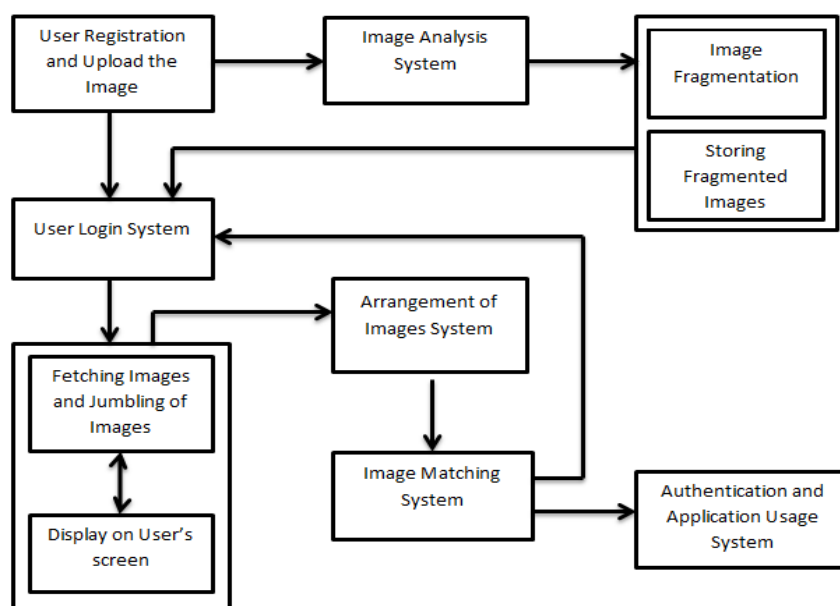 User Registration
and Upload the
Image
Image Analysis
System
Image
Fragmentation
Storing
Fragmented
Images
User Login System
Arrangement of
Images System
Fetching Images
and Jumbling of
Images
Display on User's
screen
Image Matching
System
Authentication and
Application Usage
System